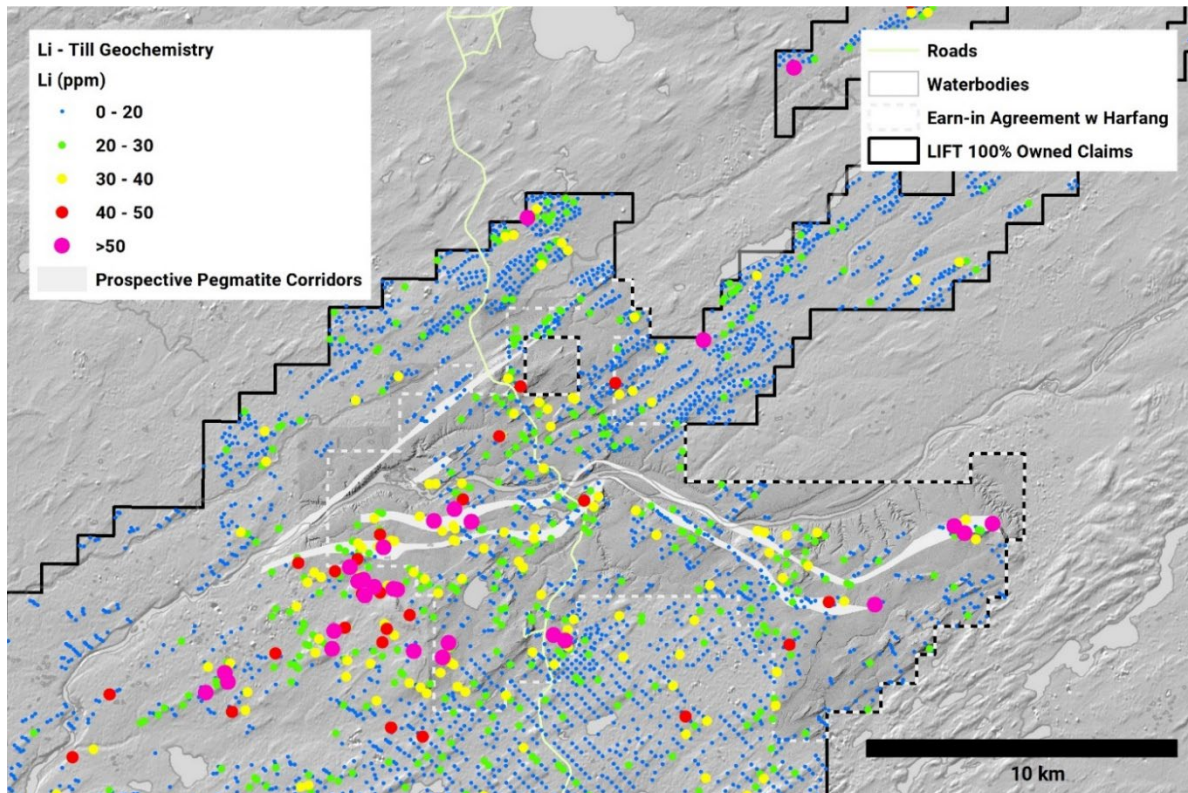 Li - Till Geochemistry
Li (ppm)
0 - 20
20 - 30
30 - 40
40 - 50
>50
Prospective Pegmatite Corridors
Roads
Waterbodies
Earn-in Agreement w Harfang
LIFT 100% Owned Claims
10 km